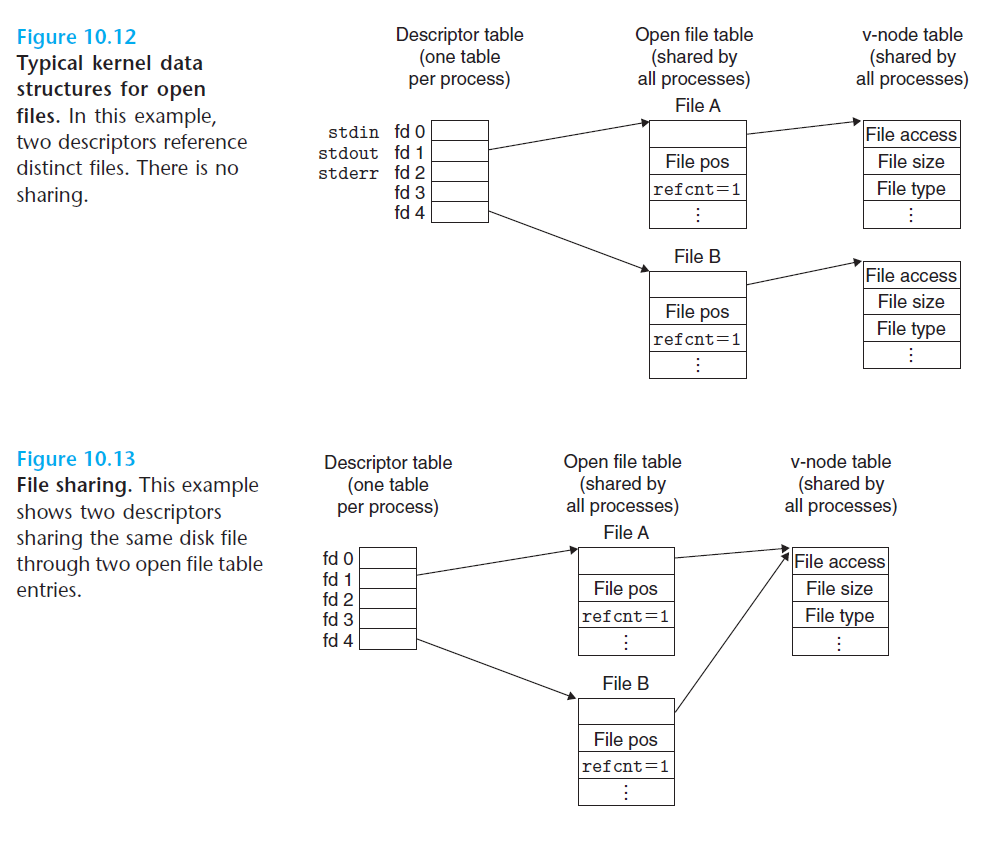 Figure 10.12
Typical kernel data
structures for open
files. In this example,
two descriptors reference
distinct files. There is no
sharing.
Descriptor table
(one table
per process)
Open file table
(shared by
all processes)
v-node table
(shared by
all processes)
stdin fd 0
stdout fd 1
stderr fd 2
fd 3
fd 4
File A
File pos
refcnt=1
⋮
File access
File size
File type
⋮
File B
File pos
refcnt=1
⋮
File access
File size
File type
⋮
Figure 10.13
File sharing. This example
shows two descriptors
sharing the same disk file
through two open file table
entries.
Descriptor table
(one table
per process)
Open file table
(shared by
all processes)
v-node table
(shared by
all processes)
fd 0
fd 1
fd 2
fd 3
fd 4
File A
File pos
refcnt=1
⋮
File access
File size
File type
⋮
File B
File pos
refcnt=1
⋮